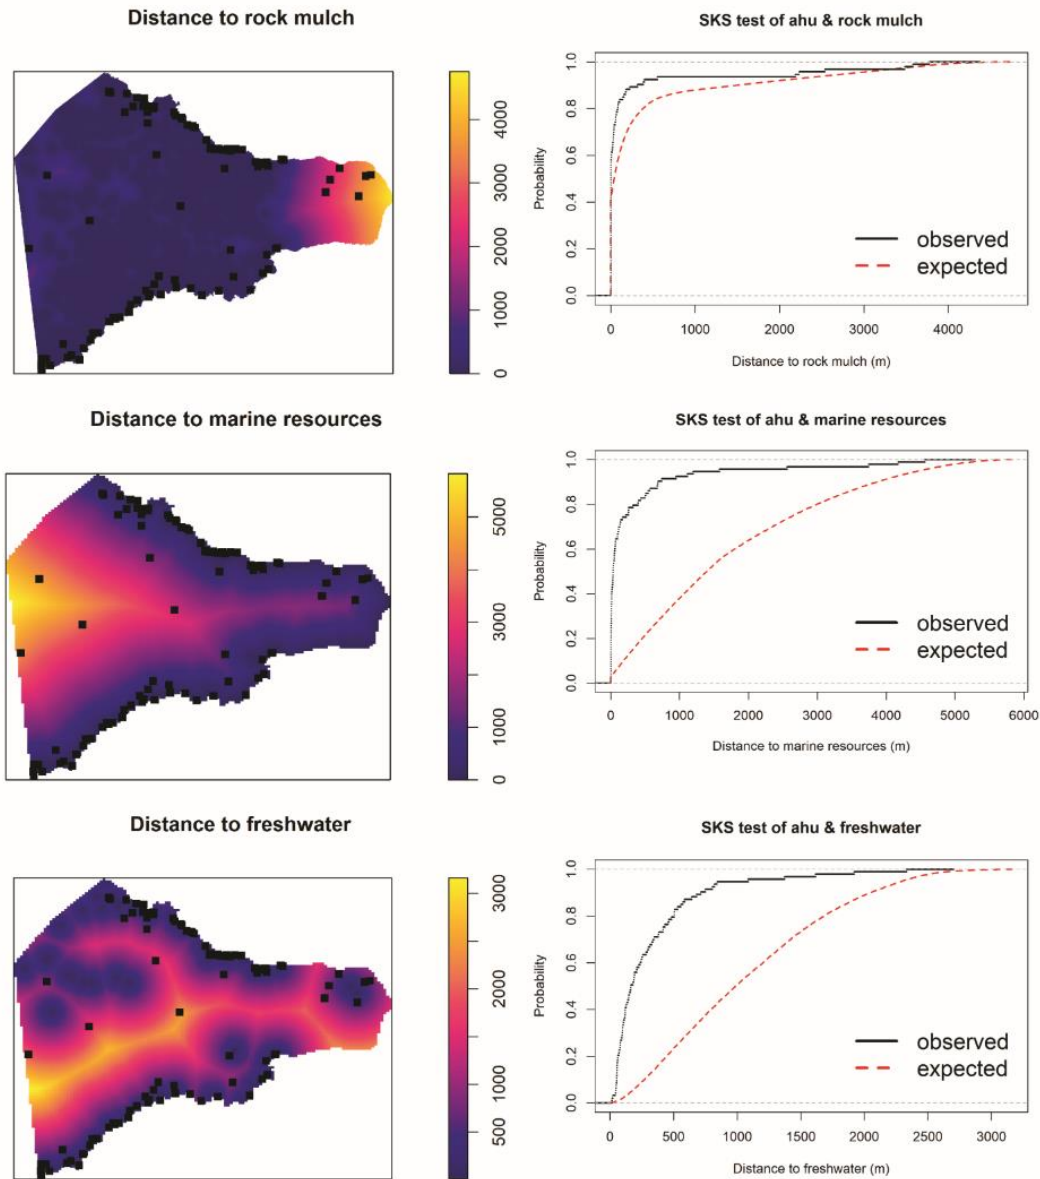 Distance to rock mulch
0 1000 2000 3000 4000
SKS test of ahu & rock mulch
Probability
0.0 0.2 0.4 0.6 0.8 1.0
observed
expected
0 1000 2000 3000 4000
Distance to rock mulch (m)
Distance to marine resources
0 1000 3000 5000
SKS test of ahu & marine resources
Probability
0.0 0.2 0.4 0.6 0.8 1.0
observed
expected
0 1000 2000 3000 4000 5000 6000
Distance to marine resources (m)
Distance to freshwater
500 1000 2000 3000
SKS test of ahu & freshwater
Probability
0.0 0.2 0.4 0.6 0.8 1.0
observed
expected
0 500 1000 1500 2000 2500 3000
Distance to freshwater (m)